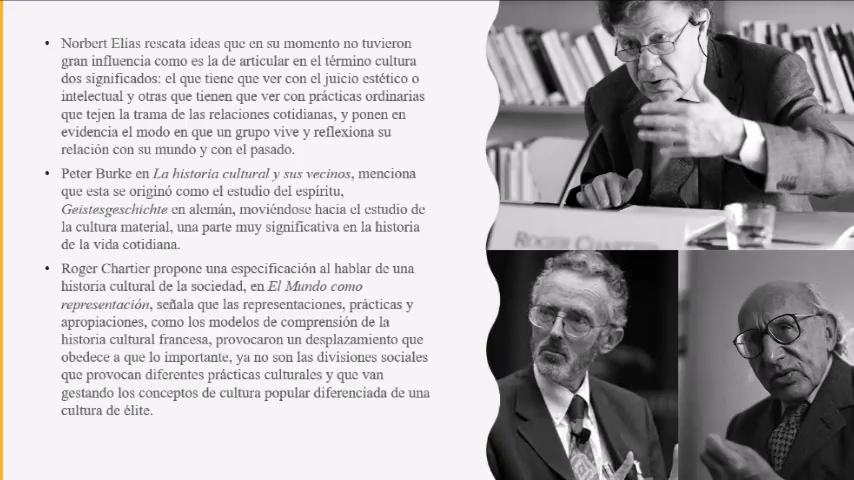 • Norbert Elías rescata ideas que en su momento no tuvieron
gran influencia como es la de articular en el término cultura
dos significados: el que tiene que ver con el juicio estético o
intelectual y otras que tienen que ver con prácticas ordinarias
que tejen la trama de las relaciones cotidianas, y ponen en
evidencia el modo en que un grupo vive y reflexiona su
relación con su mundo y con el pasado.
• Peter Burke en La historia cultural y sus vecinos, menciona
que esta se originó como el estudio del espíritu,
Geistesgeschichte en alemán, moviéndose hacia el estudio de
la cultura material, una parte muy significativa en la historia
de la vida cotidiana.
• Roger Chartier propone una especificación al hablar de una
historia cultural de la sociedad, en El Mundo como
representación, señala que las representaciones, prácticas y
apropiaciones, como los modelos de comprensión de la
historia cultural francesa, provocaron un desplazamiento que
obedece a que lo importante, ya no son las divisiones sociales
que provocan diferentes prácticas culturales y que van
gestando los conceptos de cultura popular diferenciada de una
cultura de élite.
ROGER CHARTIER